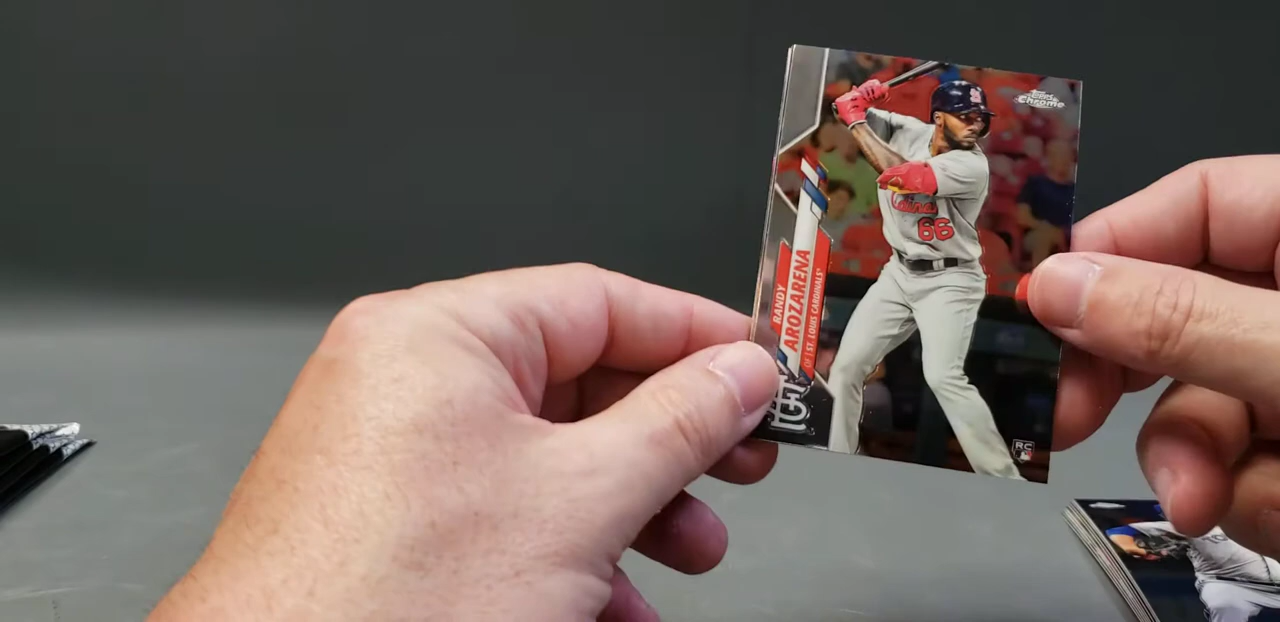 Topps
Chrome
Cardinals
66
RANDY
AROZARENA
OF | ST. LOUIS CARDINALS®
STL
RC